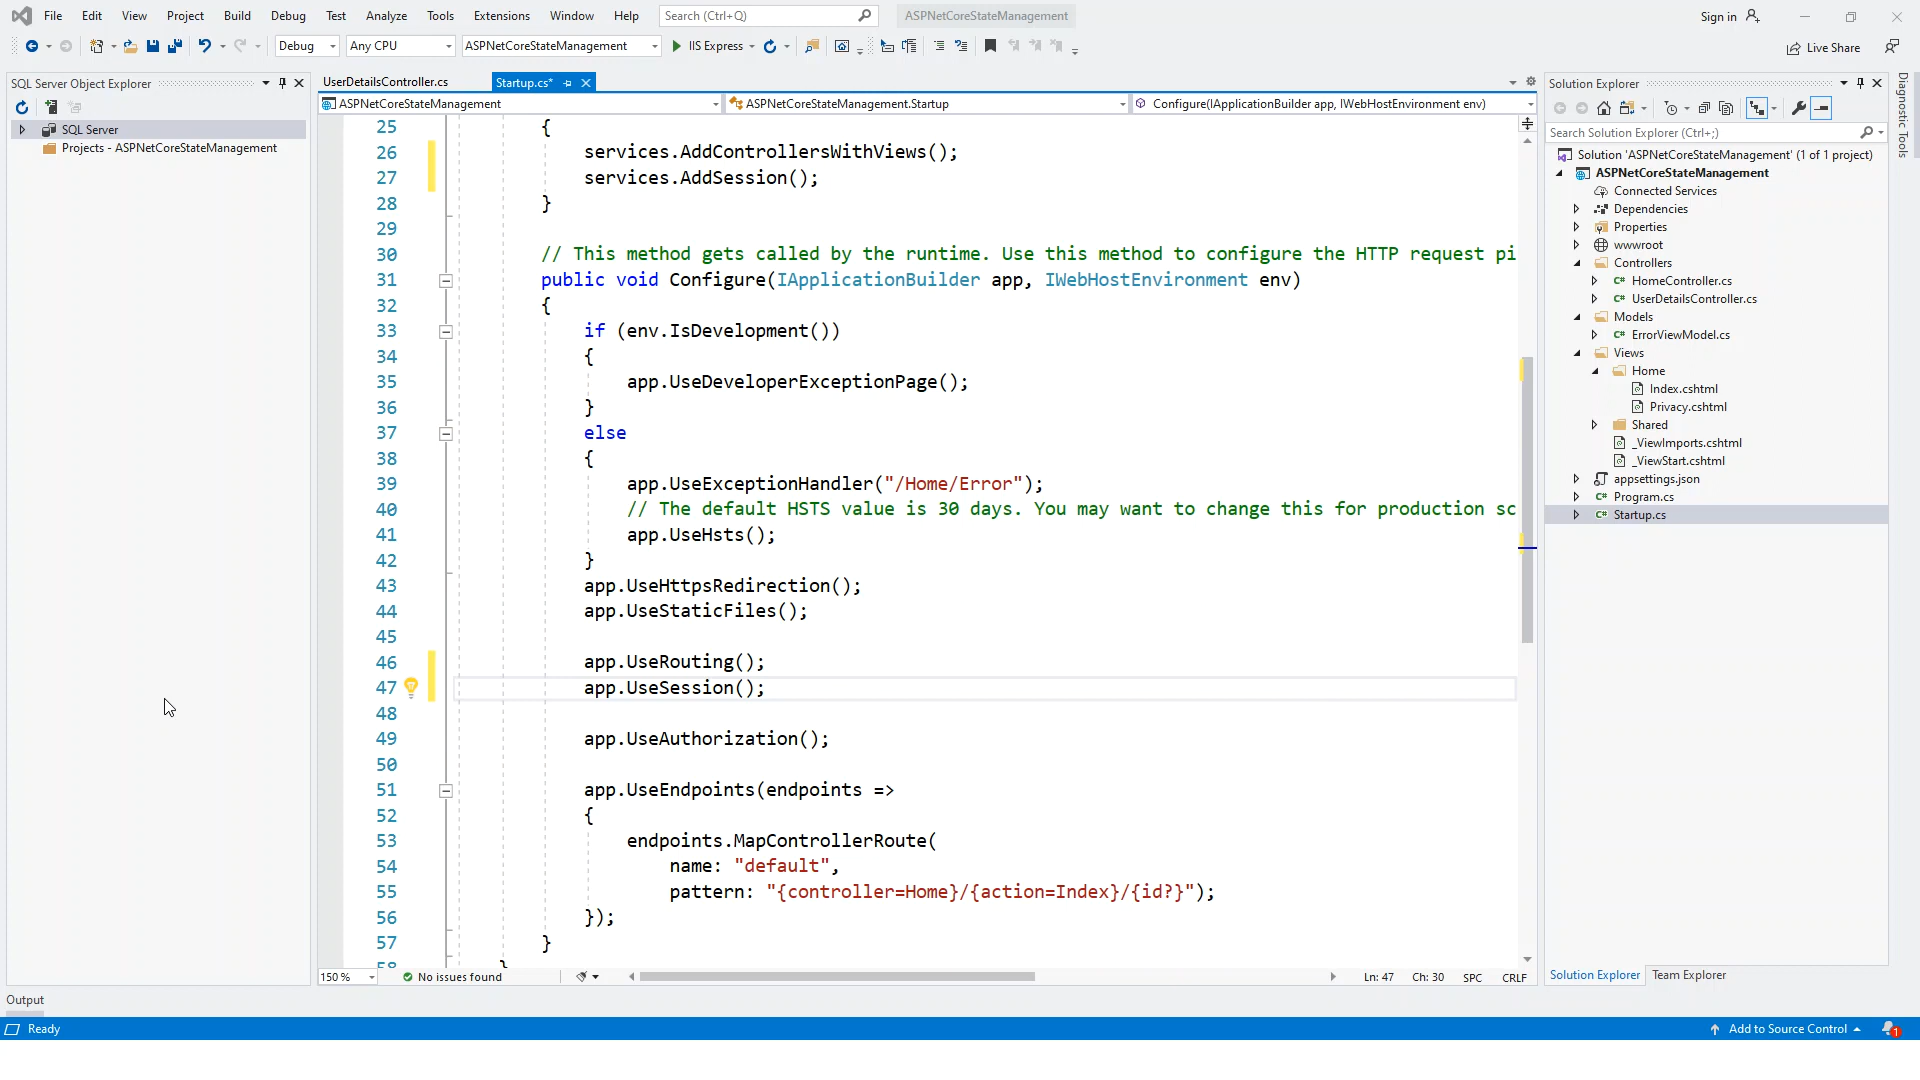 File Edit View Project Build Debug Test Analyze Tools Extensions Window Help Search (Ctrl+Q) ASPNetCoreStateManagement Sign in
Debug Any CPU ASPNetCoreStateManagement IIS Express Live Share
SQL Server Object Explorer
SQL Server
Projects - ASPNetCoreStateManagement
UserDetailsController.cs Startup.cs*
ASPNetCoreStateManagement ASPNetCoreStateManagement.Startup Configure(IApplicationBuilder app, IWebHostEnvironment env)
25 {
26 services.AddControllersWithViews();
27 services.AddSession();
28 }
29
30 // This method gets called by the runtime. Use this method to configure the HTTP request pi
31 public void Configure(IApplicationBuilder app, IWebHostEnvironment env)
32 {
33 if (env.IsDevelopment())
34 {
35 app.UseDeveloperExceptionPage();
36 }
37 else
38 {
39 app.UseExceptionHandler("/Home/Error");
40 // The default HSTS value is 30 days. You may want to change this for production sc
41 app.UseHsts();
42 }
43 app.UseHttpsRedirection();
44 app.UseStaticFiles();
45
46 app.UseRouting();
47 app.UseSession();
48
49 app.UseAuthorization();
50
51 app.UseEndpoints(endpoints =>
52 {
53 endpoints.MapControllerRoute(
54 name: "default",
55 pattern: "{controller=Home}/{action=Index}/{id?}");
56 });
57 }
58 }
150 % No issues found Ln: 47 Ch: 30 SPC CRLF
Solution Explorer
Search Solution Explorer (Ctrl+;)
Solution 'ASPNetCoreStateManagement' (1 of 1 project)
ASPNetCoreStateManagement
Connected Services
Dependencies
Properties
wwwroot
Controllers
HomeController.cs
UserDetailsController.cs
Models
ErrorViewModel.cs
Views
Home
Index.cshtml
Privacy.cshtml
Shared
_ViewImports.cshtml
_ViewStart.cshtml
appsettings.json
Program.cs
Startup.cs
Solution Explorer Team Explorer
Diagnostic Tools
Output
Ready Add to Source Control 1